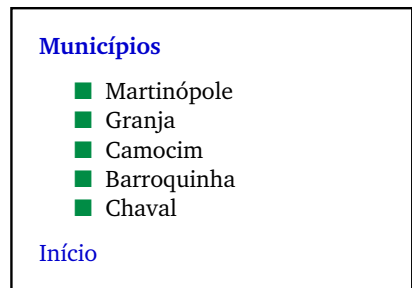 Municípios
Martinópole
Granja
Camocim
Barroquinha
Chaval
Início